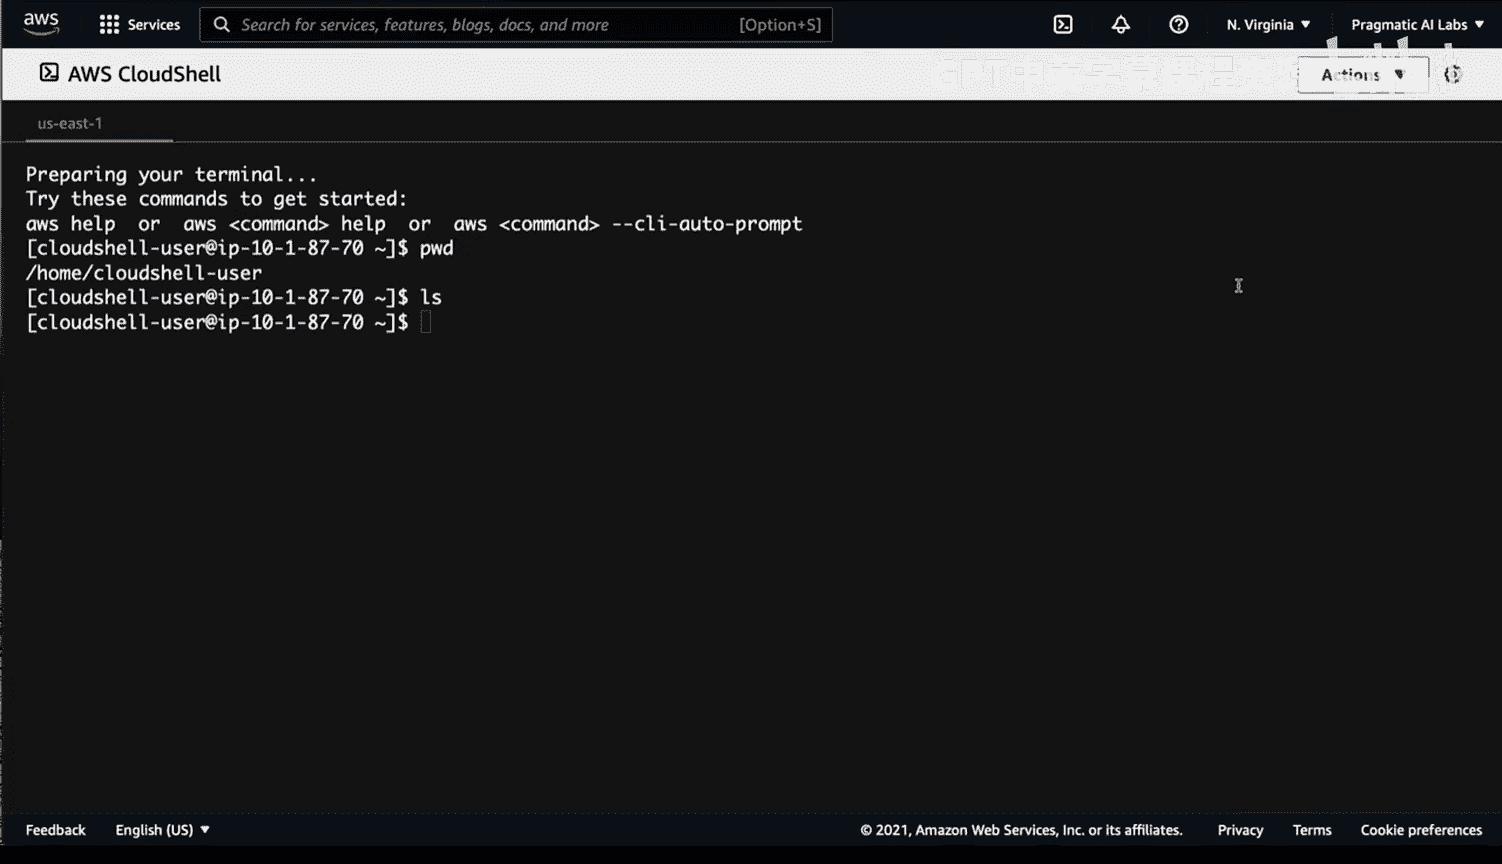 aws
Services
Search for services, features, blogs, docs, and more
[Option+S]
N. Virginia
Pragmatic AI Labs
AWS CloudShell
Actions
us-east-1
Preparing your terminal...
Try these commands to get started:
aws help  or  aws <command> help  or  aws <command> --cli-auto-prompt
[cloudshell-user@ip-10-1-87-70 ~]$ pwd
/home/cloudshell-user
[cloudshell-user@ip-10-1-87-70 ~]$ ls
[cloudshell-user@ip-10-1-87-70 ~]$
Feedback
English (US)
© 2021, Amazon Web Services, Inc. or its affiliates.
Privacy
Terms
Cookie preferences